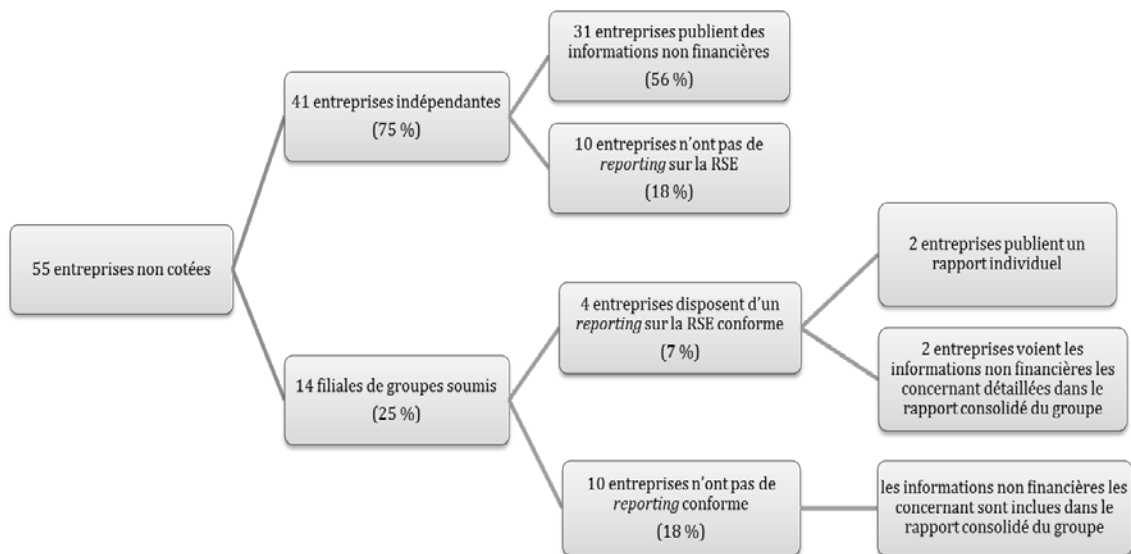 31 entreprises publient des
informations non financières
(56 %)
41 entreprises indépendantes
(75 %)
10 entreprises n'ont pas de
reporting sur la RSE
(18 %)
55 entreprises non cotées
2 entreprises publient un
rapport individuel
4 entreprises disposent d'un
reporting sur la RSE conforme
(7 %)
2 entreprises voient les
informations non financières les
concernant détaillées dans le
rapport consolidé du groupe
14 filiales de groupes soumis
(25 %)
10 entreprises n'ont pas de
reporting conforme
(18 %)
les informations non financières les
concernant sont inclues dans le
rapport consolidé du groupe